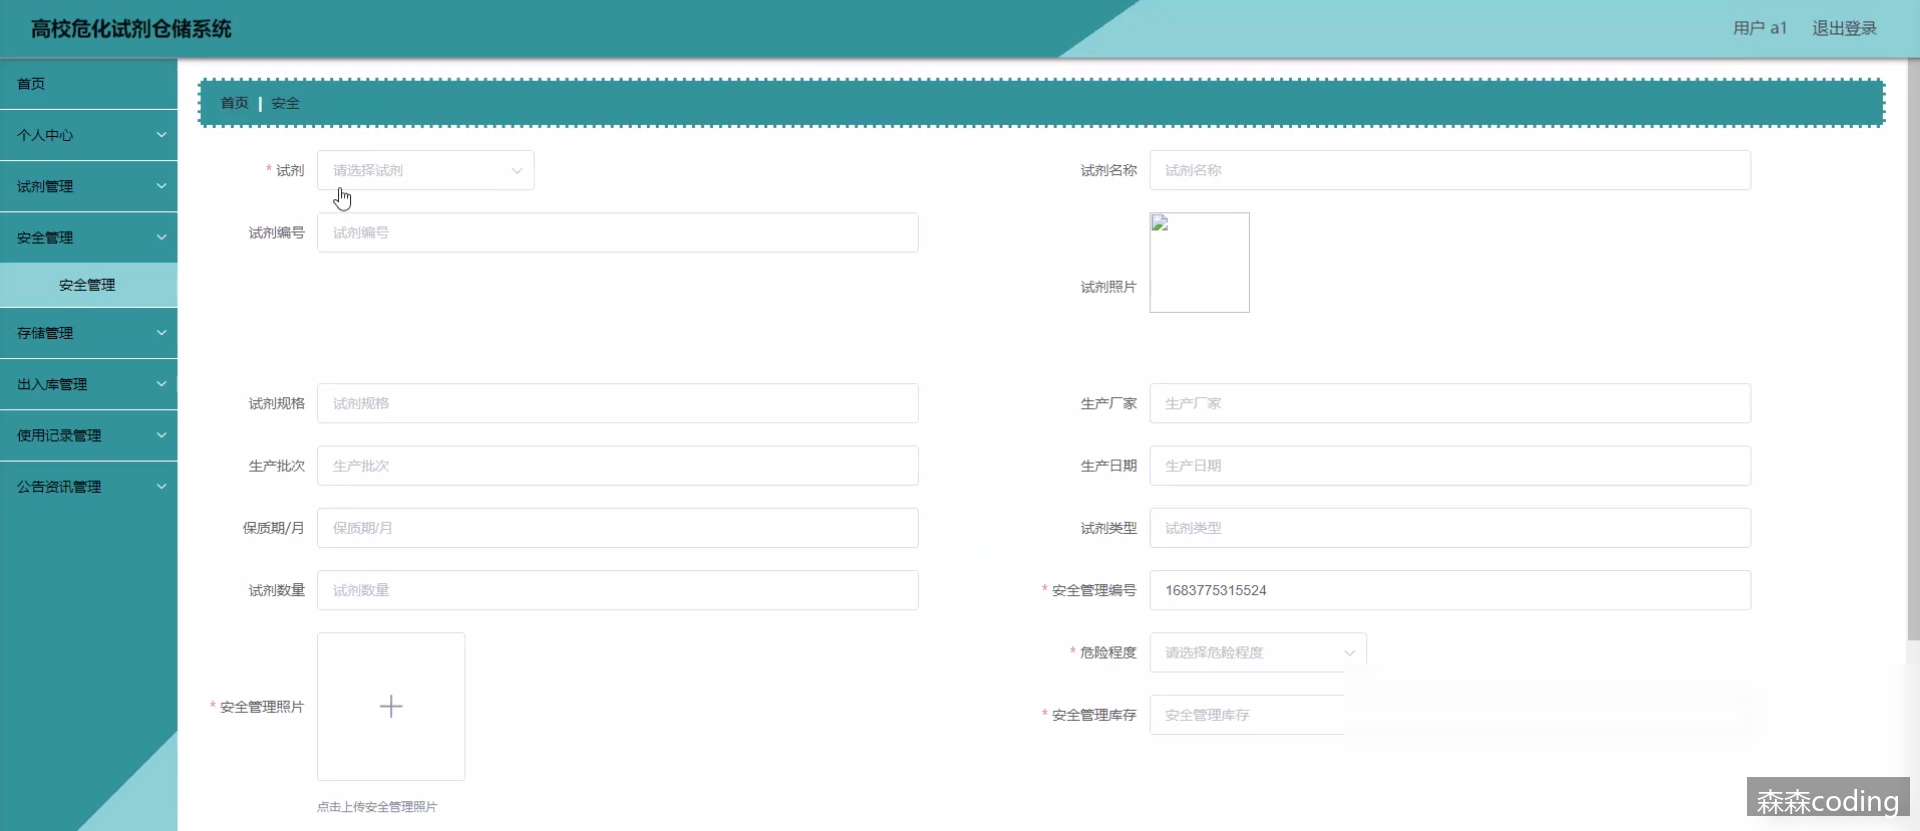 高校危化试剂仓储系统
用户 a1
退出登录
首页
个人中心
试剂管理
安全管理
安全管理
存储管理
出入库管理
使用记录管理
公告资讯管理
首页 | 安全
* 试剂
请选择试剂
试剂名称
试剂名称
试剂编号
试剂编号
试剂照片
试剂规格
试剂规格
生产厂家
生产厂家
生产批次
生产批次
生产日期
生产日期
保质期/月
保质期/月
试剂类型
试剂类型
试剂数量
试剂数量
* 安全管理编号
1683775315524
* 安全管理照片
点击上传安全管理照片
* 危险程度
请选择危险程度
* 安全管理库存
安全管理库存
森森coding